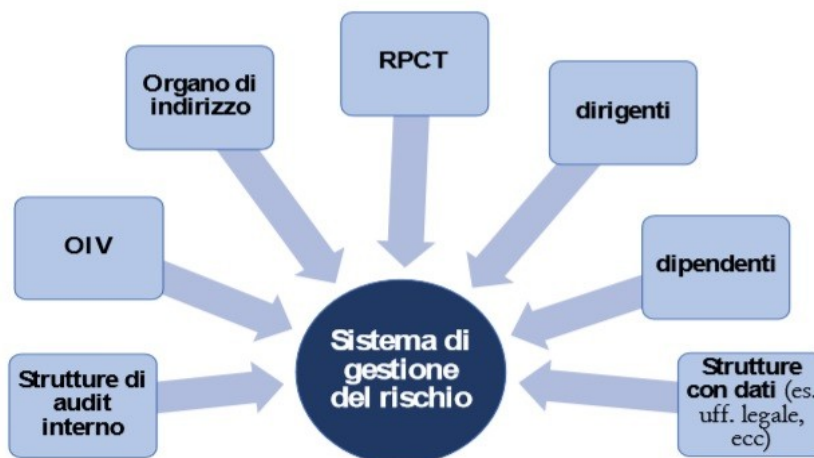 RPCT
Organo di
indirizzo
dirigenti
OIV
dipendenti
Sistema di
gestione
del rischio
Strutture di
audit
interno
Strutture
con dati (es.
uff. legale,
ecc)